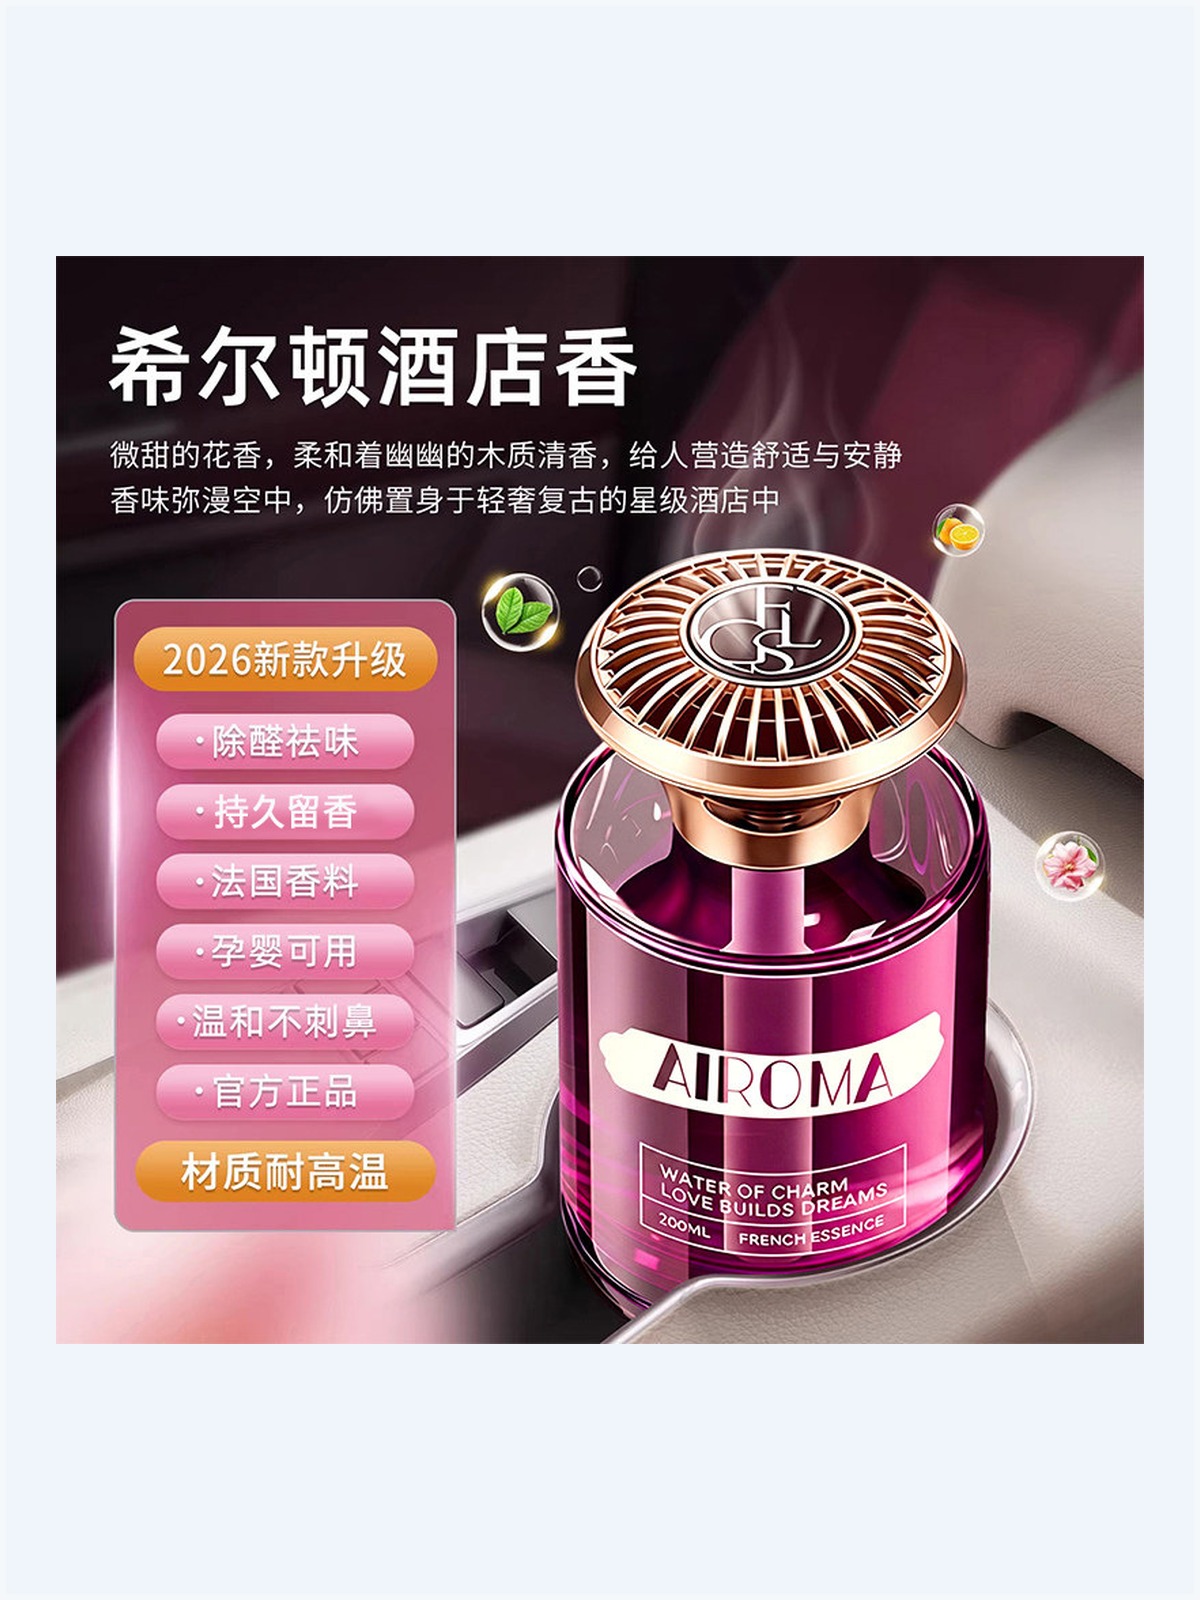 希尔顿酒店香
微甜的花香，柔和着幽幽的木质清香，给人营造舒适与安静
香味弥漫空中，仿佛置身于轻奢复古的星级酒店中
2026新款升级
·除醛祛味
·持久留香
·法国香料
·孕婴可用
·温和不刺鼻
·官方正品
材质耐高温
AIROMA
WATER OF CHARM
LOVE BUILDS DREAMS
200ML FRENCH ESSENCE